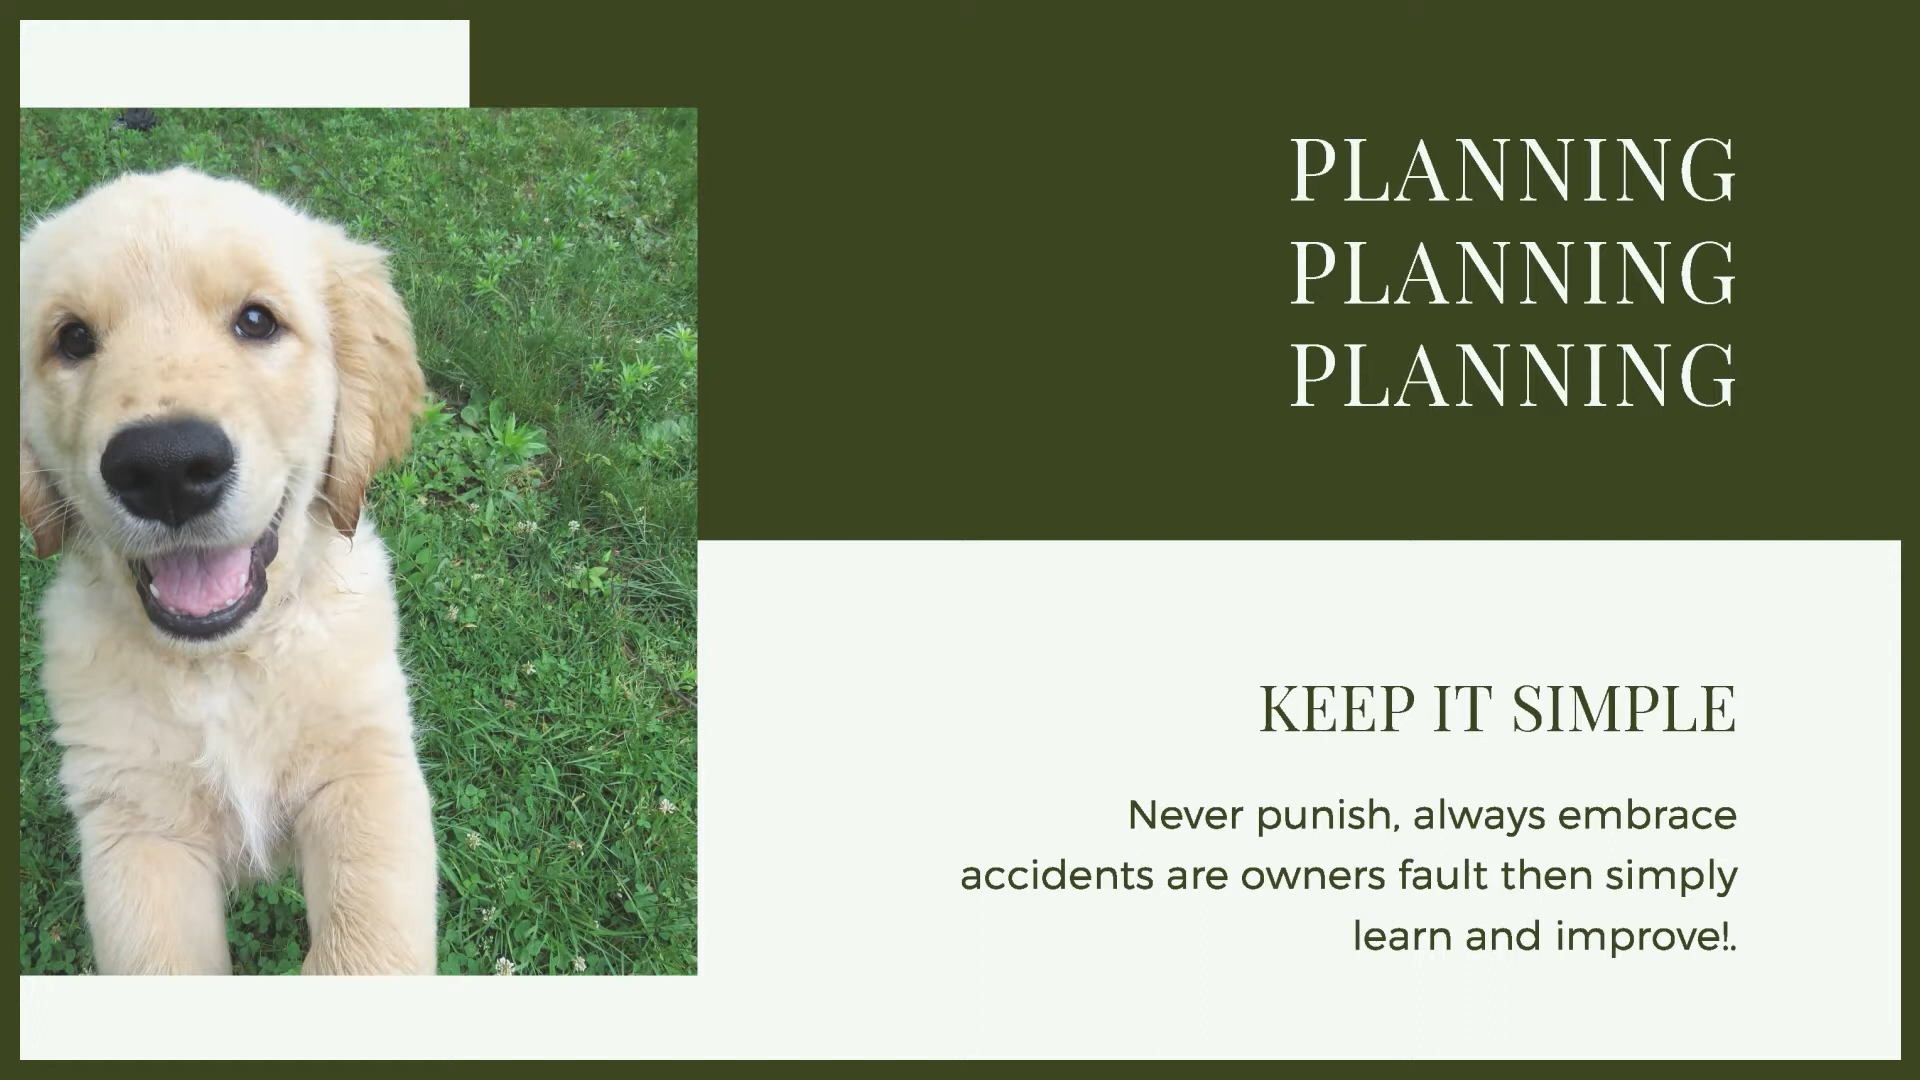 PLANNING
PLANNING
PLANNING
KEEP IT SIMPLE
Never punish, always embrace
accidents are owners fault then simply
learn and improve!.